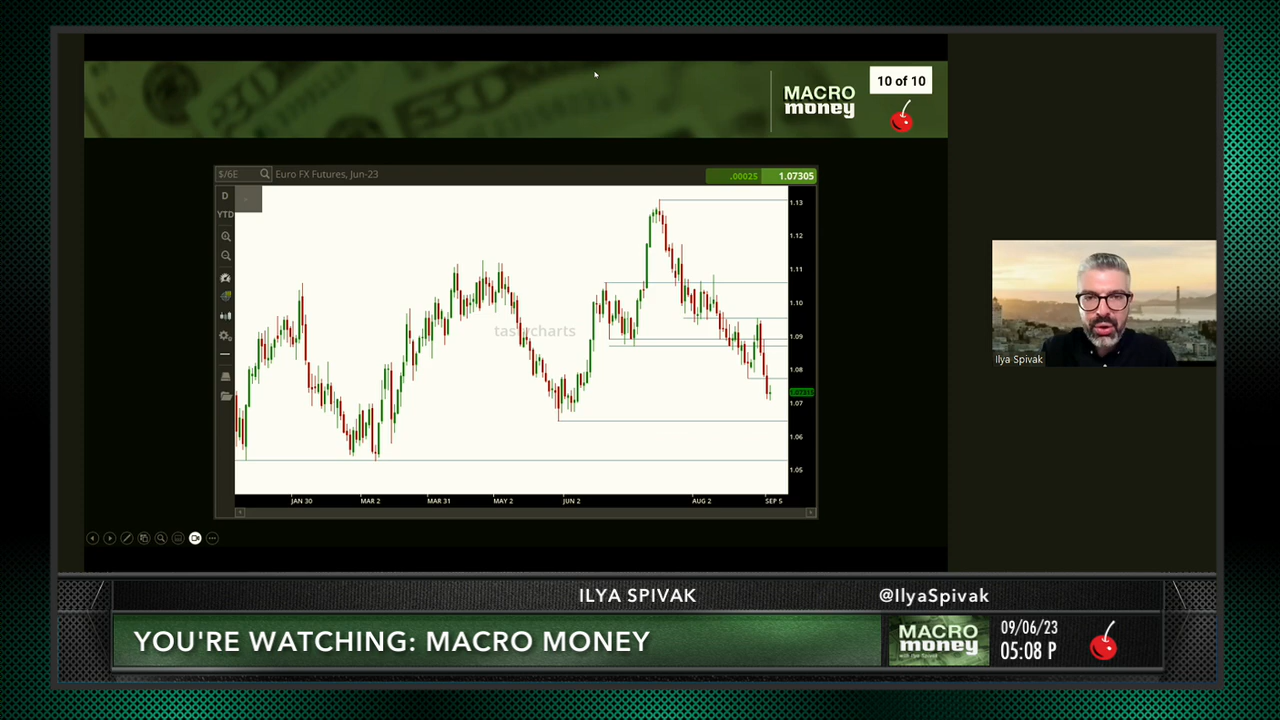 MACRO
money
10 of 10
$/6E
Euro FX Futures, Jun-23
.00025
1.07305
D
YTD
1.13
1.12
1.11
1.10
1.09
1.08
1.07
1.06
1.05
tastycharts
JAN 30
MAR 2
MAR 31
MAY 2
JUN 2
AUG 2
SEP 5
Ilya Spivak
ILYA SPIVAK
@IlyaSpivak
YOU'RE WATCHING: MACRO MONEY
MACRO
money
with Ilya Spivak
09/06/23
05:08 P